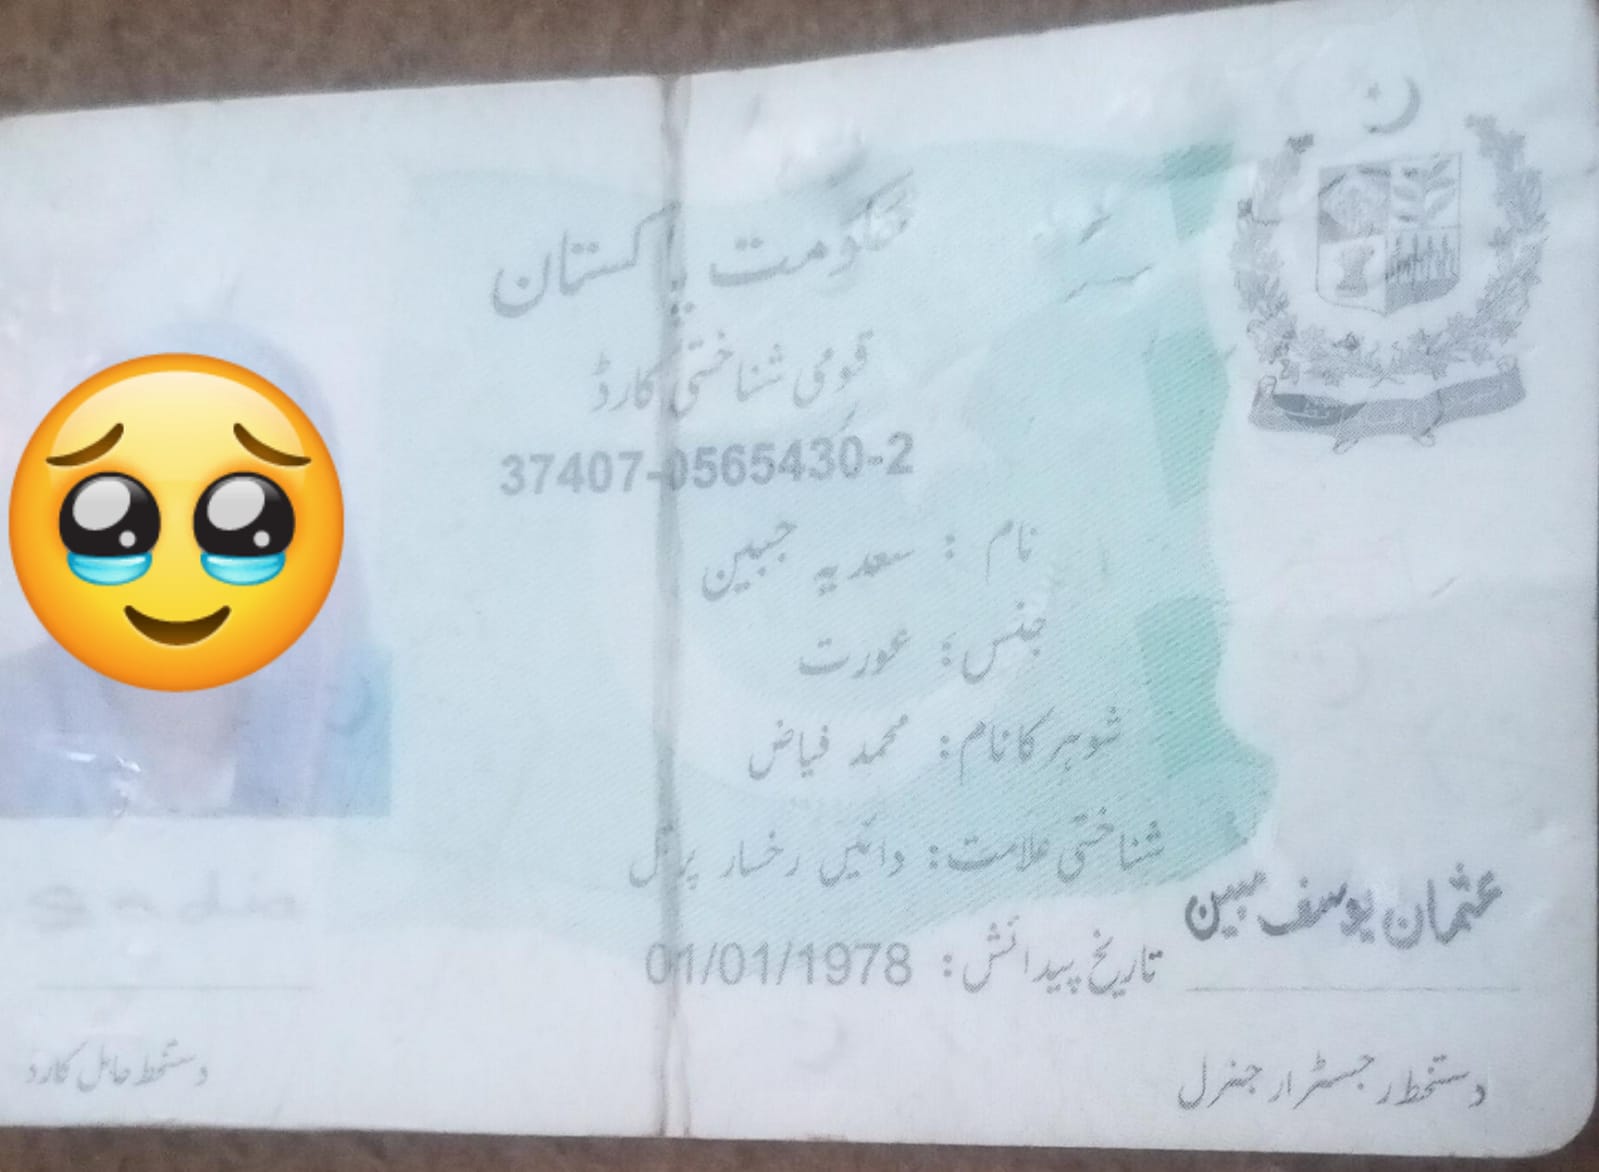 حکومت پاکستان
قومی شناختی کارڈ
37407-0565430-2
نام : سعدیہ جبین
جنس : عورت
شوہر کا نام : محمد فیاض
شناختی علامت : دائیں رخسار پر تل
تاریخ پیدائش : 01/01/1978
عثمان یوسف مبین
دستخط رجسٹرار جنرل
sadia
دستخط حامل کارڈ